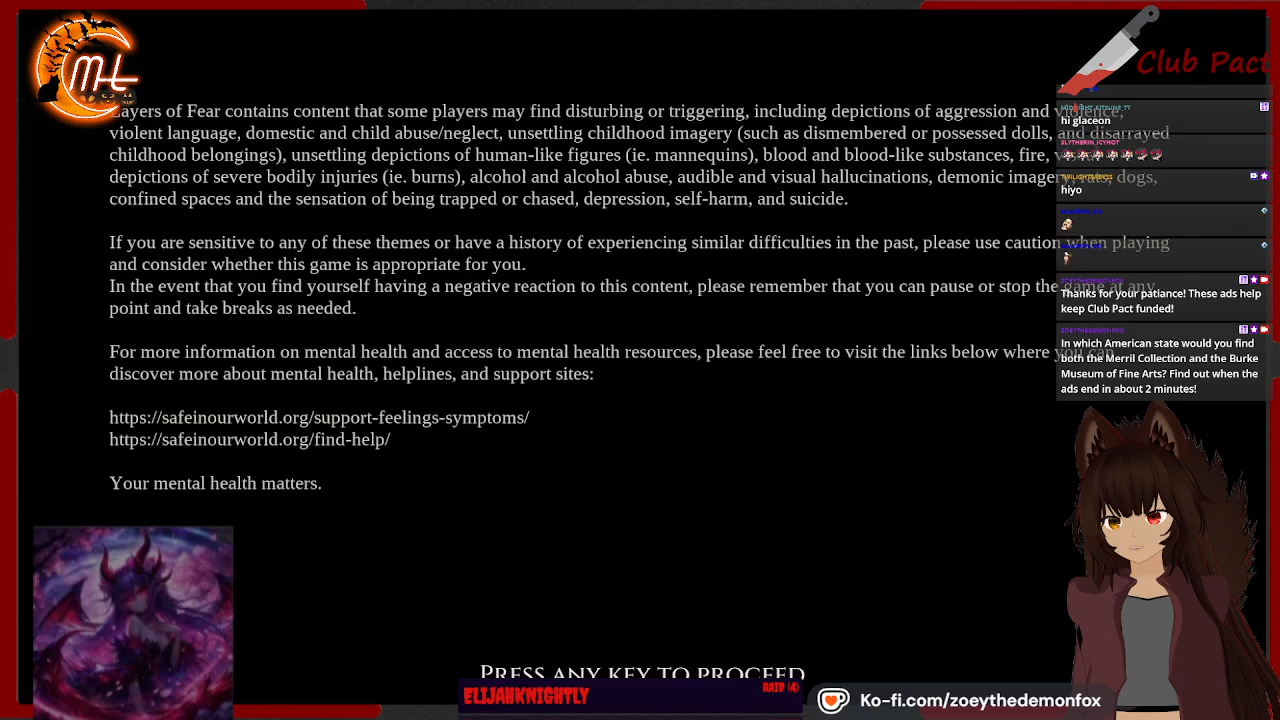 ML
Layers of Fear contains content that some players may find disturbing or triggering, including depictions of aggression and violence,
violent language, domestic and child abuse/neglect, unsettling childhood imagery (such as dismembered or possessed dolls, and disarrayed
childhood belongings), unsettling depictions of human-like figures (ie. mannequins), blood and blood-like substances, fire,
depictions of severe bodily injuries (ie. burns), alcohol and alcohol abuse, audible and visual hallucinations, demonic imagery, rats, dogs,
confined spaces and the sensation of being trapped or chased, depression, self-harm, and suicide.
If you are sensitive to any of these themes or have a history of experiencing similar difficulties in the past, please use caution when playing
and consider whether this game is appropriate for you.
In the event that you find yourself having a negative reaction to this content, please remember that you can pause or stop the game at any
point and take breaks as needed.
For more information on mental health and access to mental health resources, please feel free to visit the links below where you can
discover more about mental health, helplines, and support sites:
https://safeinourworld.org/support-feelings-symptoms/
https://safeinourworld.org/find-help/
Your mental health matters.
Press any key to proceed
Club Pact
MIDNIGHT_KITSUNE_77
hi glaceon
SLYTHERIN_ICYHOT
hiyo
ZOEYTHEDEMONFOX
Thanks for your patiance! These ads help
keep Club Pact funded!
ZOEYTHEDEMONFOX
In which American state would you find
both the Merril Collection and the Burke
Museum of Fine Arts? Find out when the
ads end in about 2 minutes!
ELIJAHKNIGHTLY
RAID (4)
Ko-fi.com/zoeythedemonfox